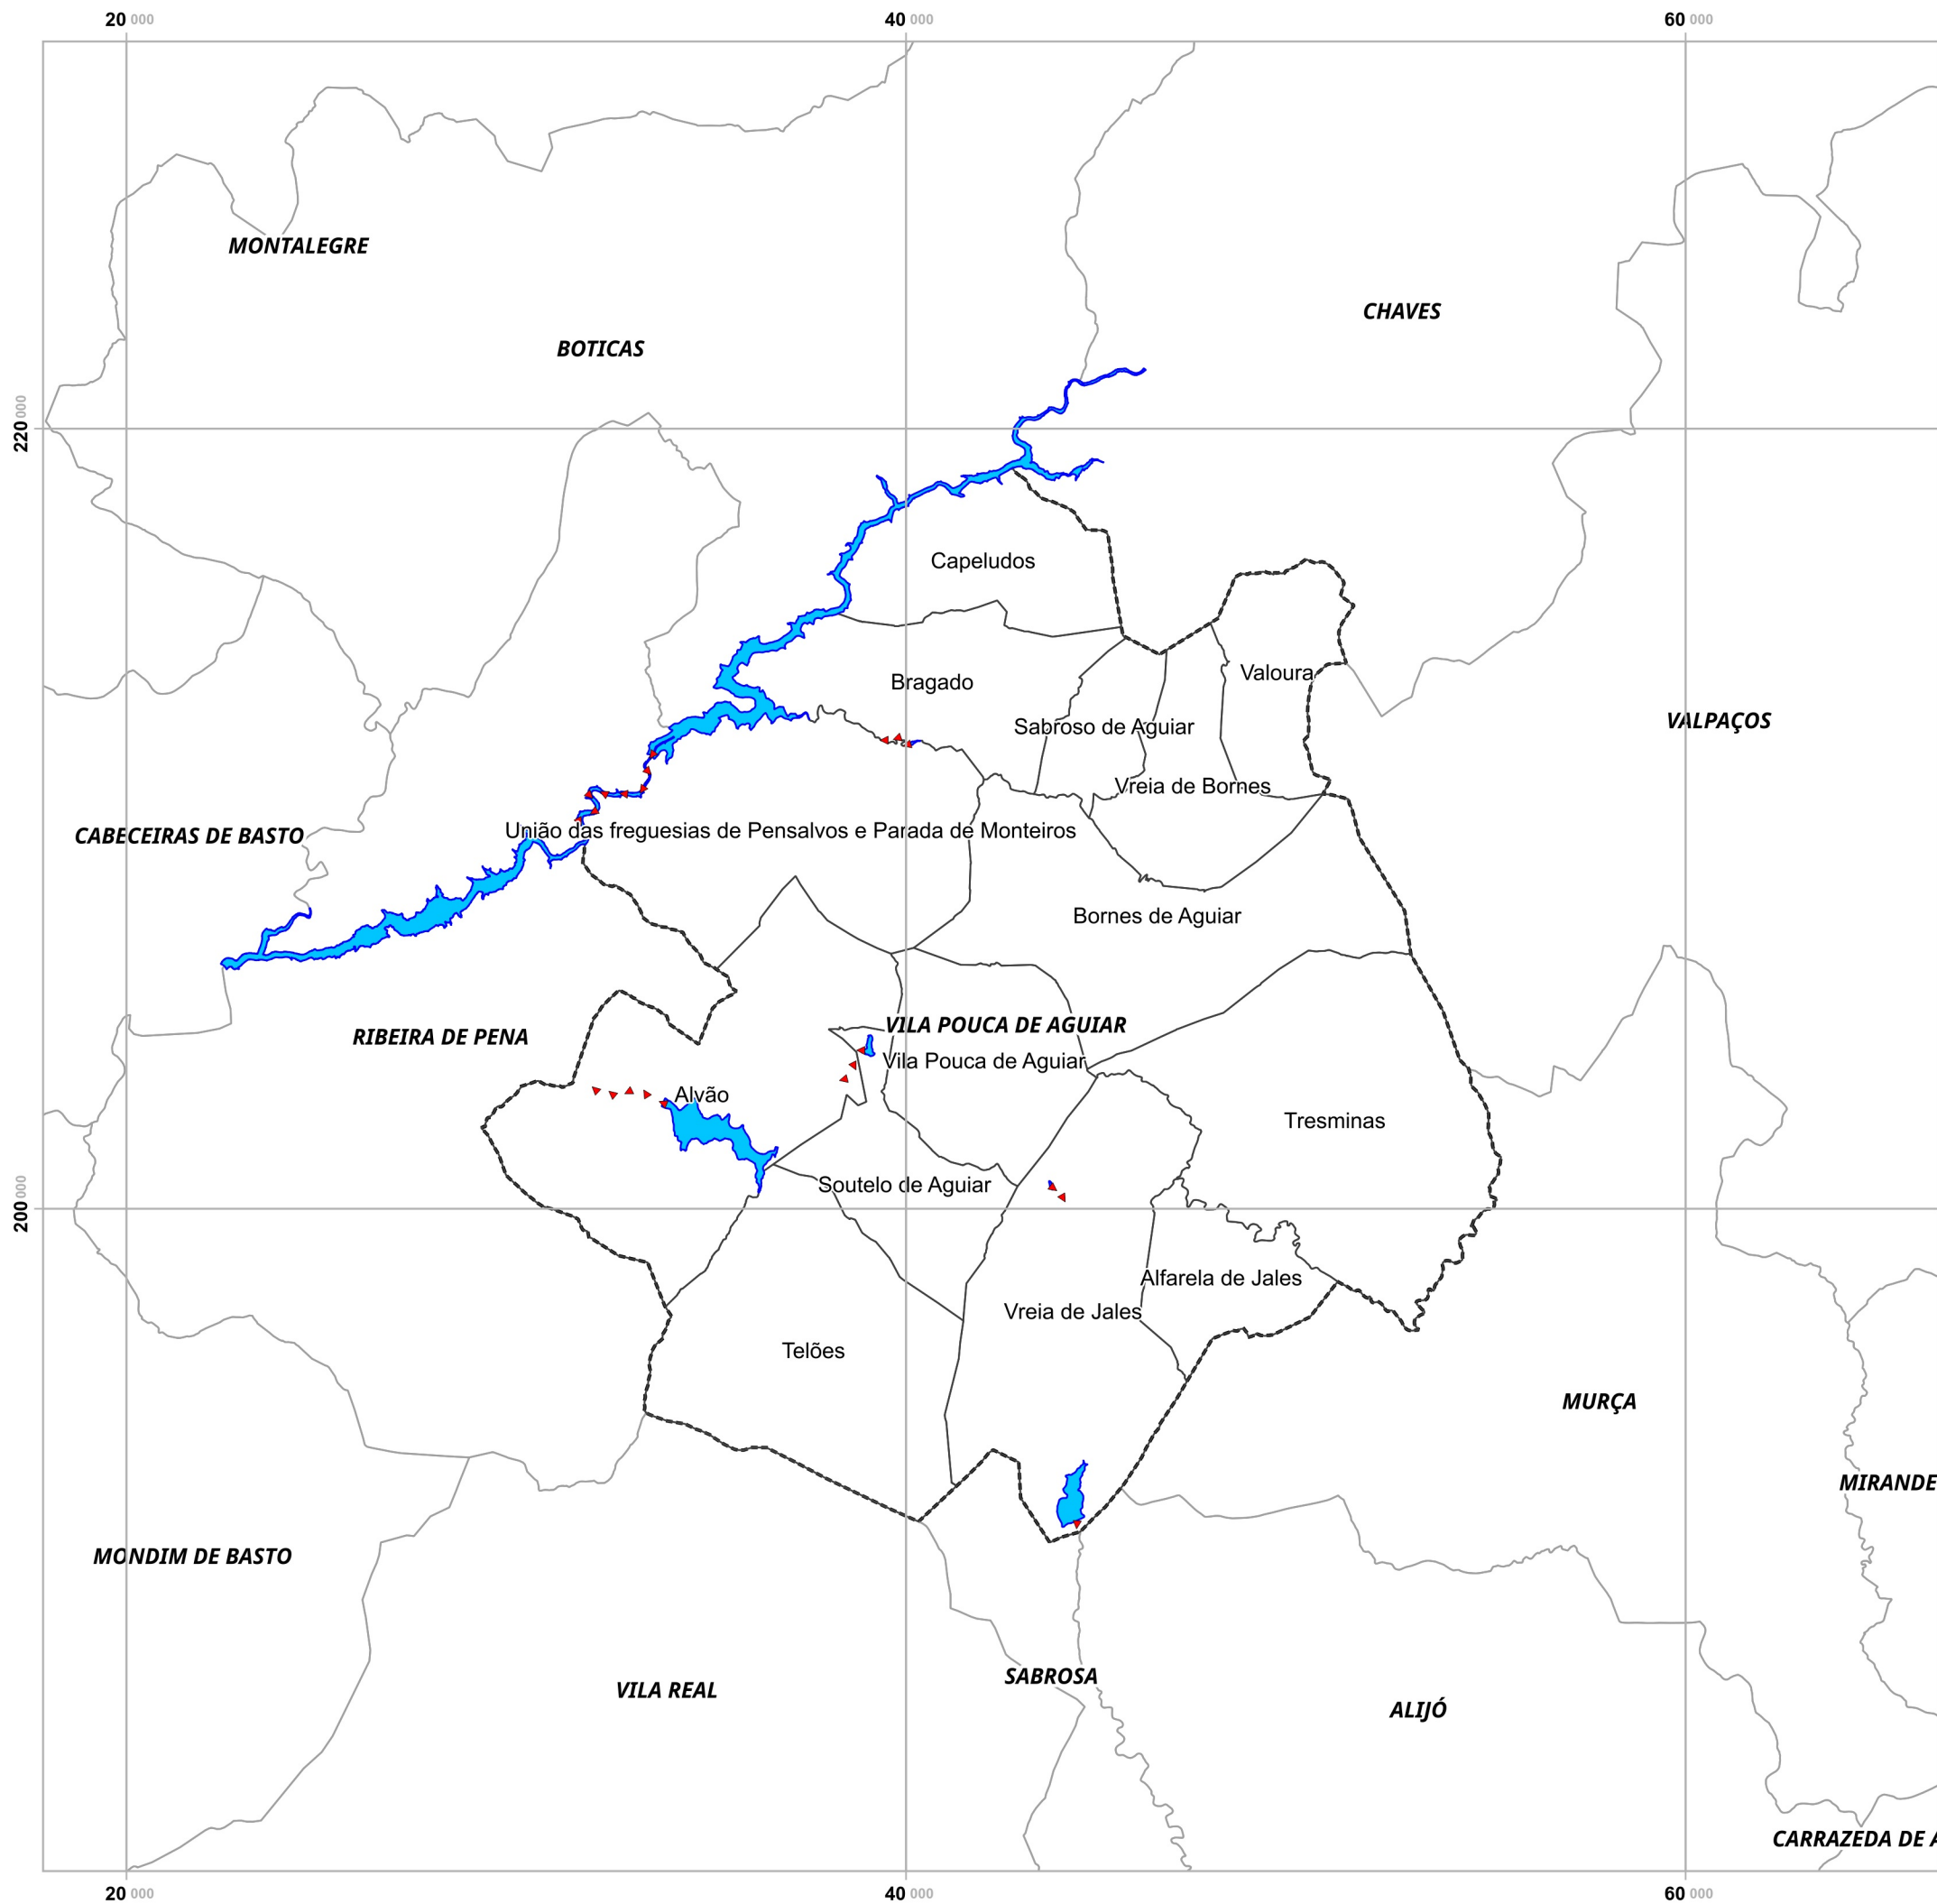 20 000
40 000
60 000
MONTALEGRE
CHAVES
BOTICAS
220 000
Capeludos
Valoura
Bragado
VALPAÇOS
Sabroso de Aguiar
Vreia de Bornes
União das freguesias de Pensalvos e Parada de Monteiros
CABECEIRAS DE BASTO
Bornes de Aguiar
VILA POUCA DE AGUIAR
RIBEIRA DE PENA
Vila Pouca de Aguiar
Alvão
Tresminas
Soutelo de Aguiar
200 000
Alfarela de Jales
Vreia de Jales
Telões
MURÇA
MIRANDE
MONDIM DE BASTO
SABROSA
VILA REAL
ALIJÓ
CARRAZEDA DE A
20 000
40 000
60 000